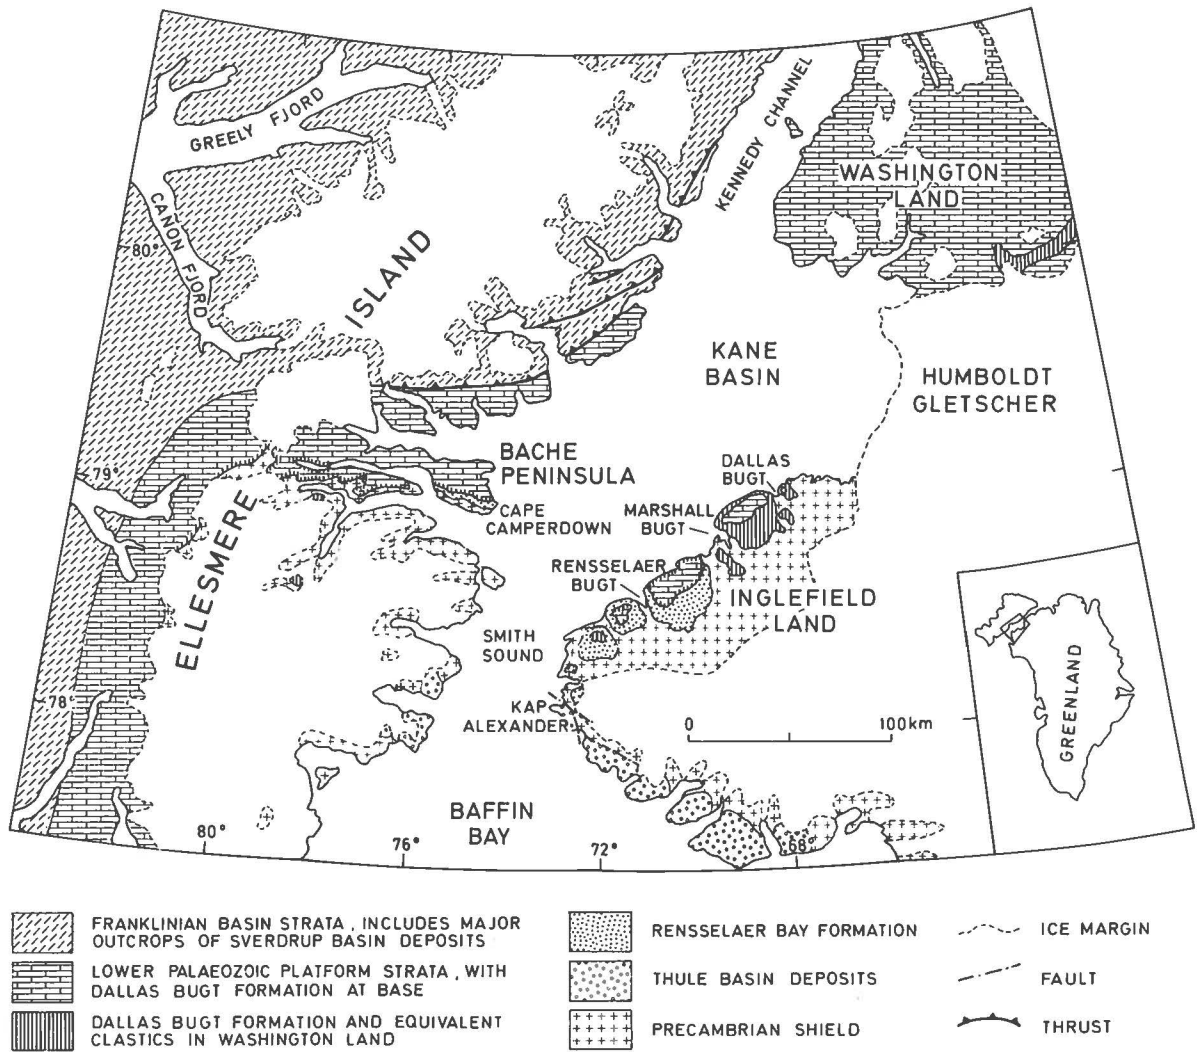 GREELY FJORD
KENNEDY CHANNEL
WASHINGTON
LAND
CANON FJORD
80°
ISLAND
KANE
BASIN
HUMBOLDT
GLETSCHER
BACHE
PENINSULA
DALLAS
BUGT
79°
CAPE
CAMPERDOWN
MARSHALL
BUGT
ELLESMERE
RENSSELAER
BUGT
INGLEFIELD
LAND
SMITH
SOUND
78°
KAP
ALEXANDER
0 100 km
GREENLAND
BAFFIN
BAY
80°
76°
72°
68°
FRANKLINIAN BASIN STRATA, INCLUDES MAJOR
OUTCROPS OF SVERDRUP BASIN DEPOSITS
LOWER PALAEOZOIC PLATFORM STRATA, WITH
DALLAS BUGT FORMATION AT BASE
DALLAS BUGT FORMATION AND EQUIVALENT
CLASTICS IN WASHINGTON LAND
RENSSELAER BAY FORMATION
THULE BASIN DEPOSITS
PRECAMBRIAN SHIELD
ICE MARGIN
FAULT
THRUST